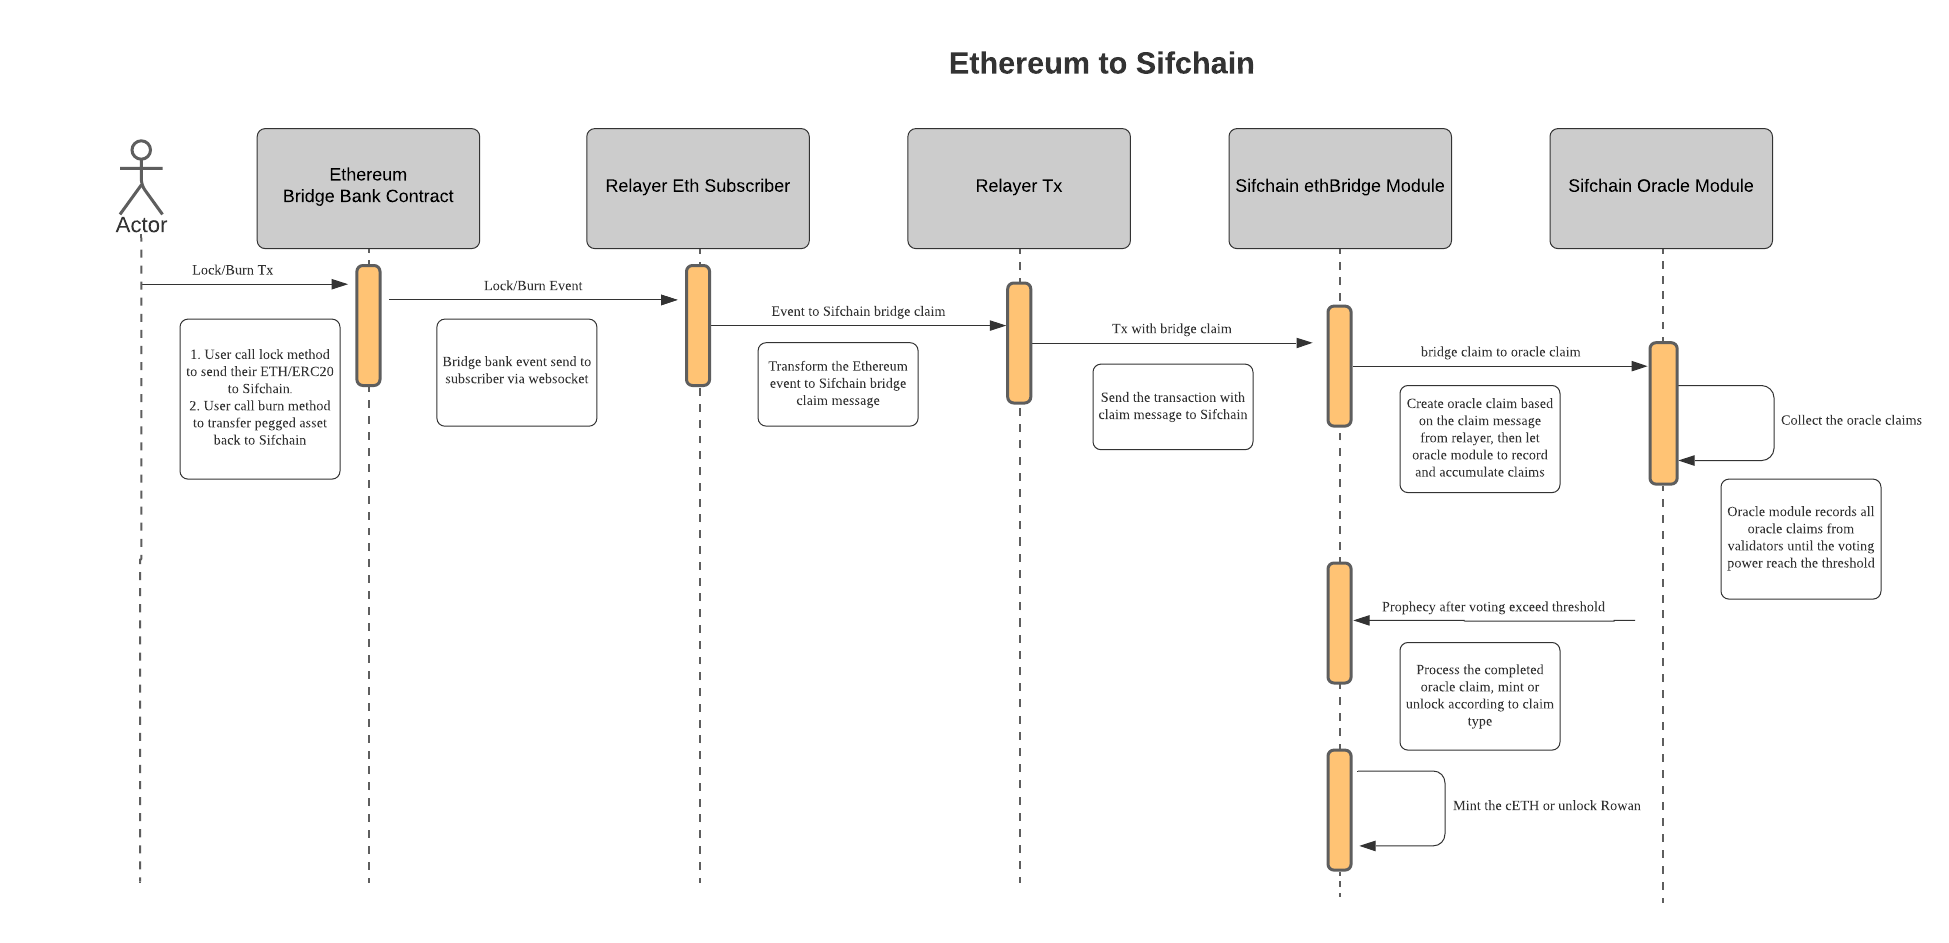 Ethereum to Sifchain
Actor
Ethereum
Bridge Bank Contract
Relayer Eth Subscriber
Relayer Tx
Sifchain ethBridge Module
Sifchain Oracle Module
Lock/Burn Tx
1. User call lock method
to send their ETH/ERC20
to Sifchain.
2. User call burn method
to transfer pegged asset
back to Sifchain
Lock/Burn Event
Bridge bank event send to
subscriber via websocket
Event to Sifchain bridge claim
Transform the Ethereum
event to Sifchain bridge
claim message
Tx with bridge claim
Send the transaction with
claim message to Sifchain
bridge claim to oracle claim
Create oracle claim based
on the claim message
from relayer, then let
oracle module to record
and accumulate claims
Collect the oracle claims
Oracle module records all
oracle claims from
validators until the voting
power reach the threshold
Prophecy after voting exceed threshold
Process the completed
oracle claim, mint or
unlock according to claim
type
Mint the cETH or unlock Rowan